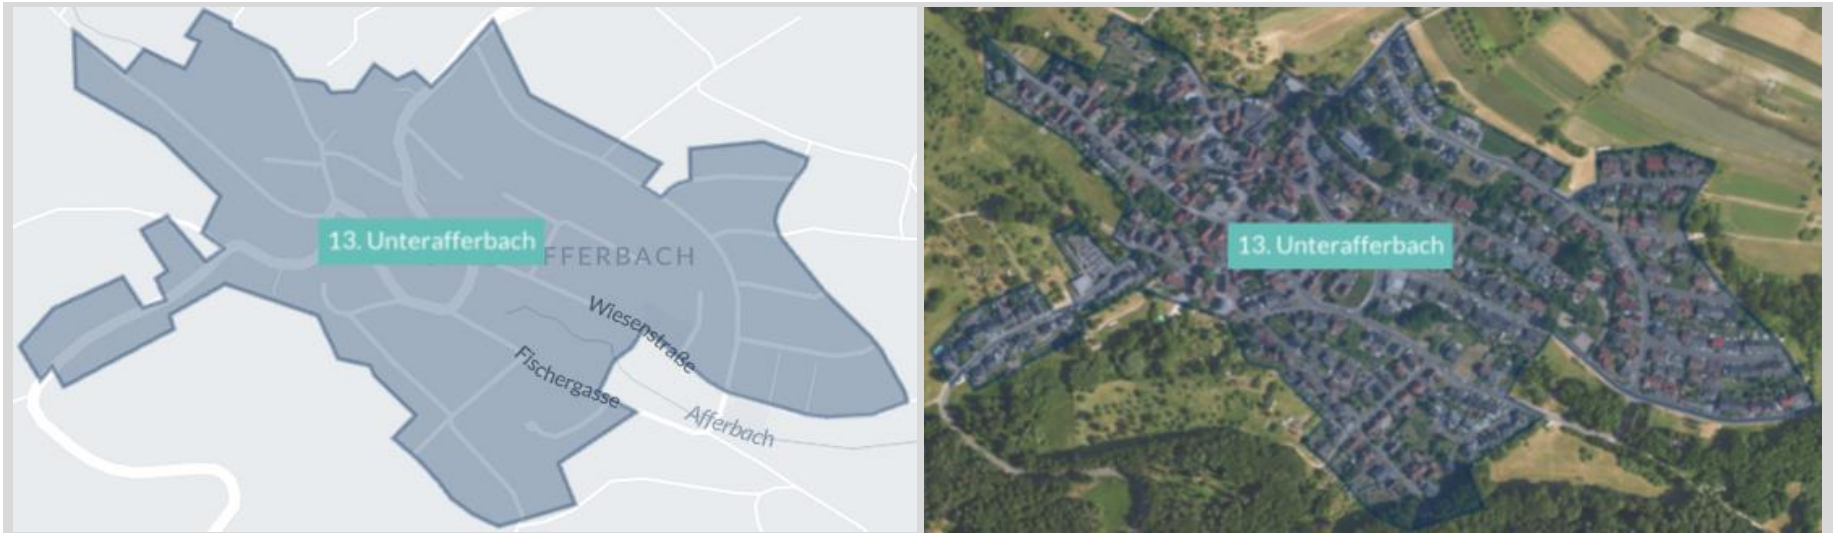 13. Unterafferbach
FFERBACH
Wiesenstraße
Fischergasse
Afferbach
13. Unterafferbach